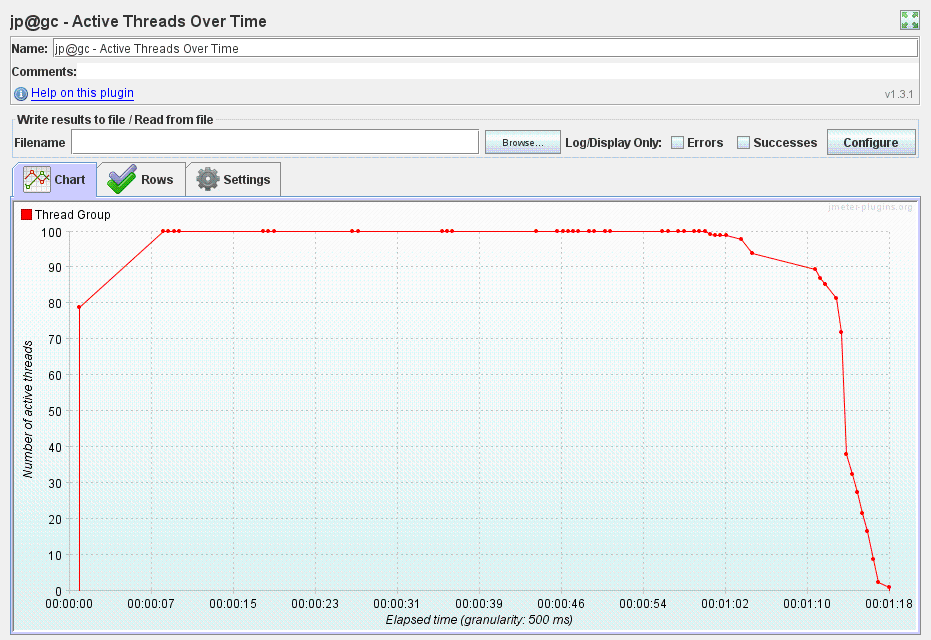 jp@gc - Active Threads Over Time
Name: jp@gc - Active Threads Over Time
Comments:
Help on this plugin
v1.3.1
Write results to file / Read from file
Filename Browse... Log/Display Only: Errors Successes Configure
Chart Rows Settings
jmeter-plugins.org
Thread Group
100
90
80
70
60
50
40
30
20
10
0
Number of active threads
00:00:00 00:00:07 00:00:15 00:00:23 00:00:31 00:00:39 00:00:46 00:00:54 00:01:02 00:01:10 00:01:18
Elapsed time (granularity: 500 ms)